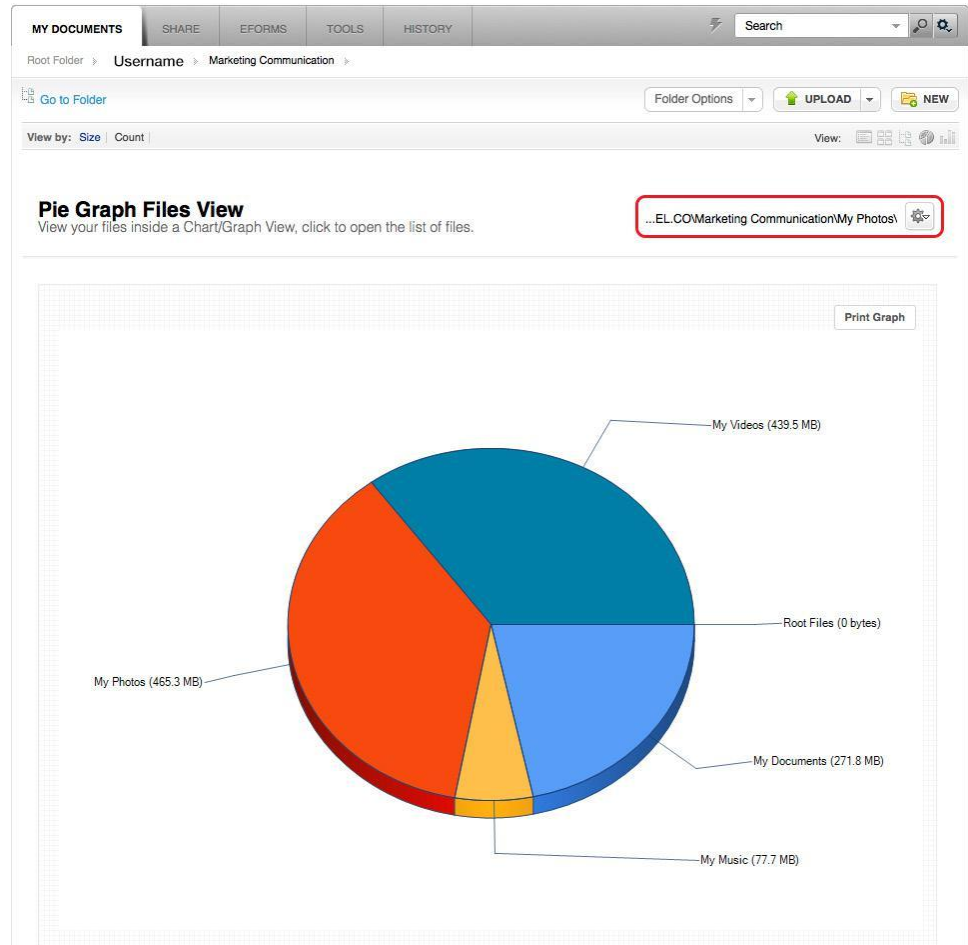 MY DOCUMENTS SHARE EFORMS TOOLS HISTORY Search
Root Folder Username Marketing Communication
Go to Folder Folder Options UPLOAD NEW
View by: Size Count View:
Pie Graph Files View
View your files inside a Chart/Graph View, click to open the list of files.
...EL.CO\Marketing Communication\My Photos\
Print Graph
My Videos (439.5 MB)
Root Files (0 bytes)
My Photos (465.3 MB)
My Documents (271.8 MB)
My Music (77.7 MB)